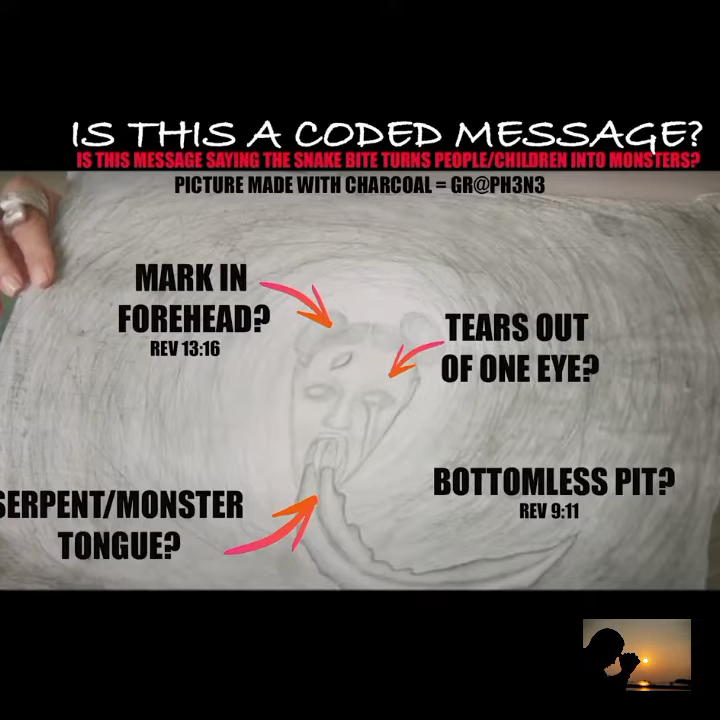 IS THIS A CODED MESSAGE?
IS THIS MESSAGE SAYING THE SNAKE BITE TURNS PEOPLE/CHILDREN INTO MONSTERS?
PICTURE MADE WITH CHARCOAL = GR@PH3N3
MARK IN
FOREHEAD?
REV 13:16
TEARS OUT
OF ONE EYE?
SERPENT/MONSTER
TONGUE?
BOTTOMLESS PIT?
REV 9:11